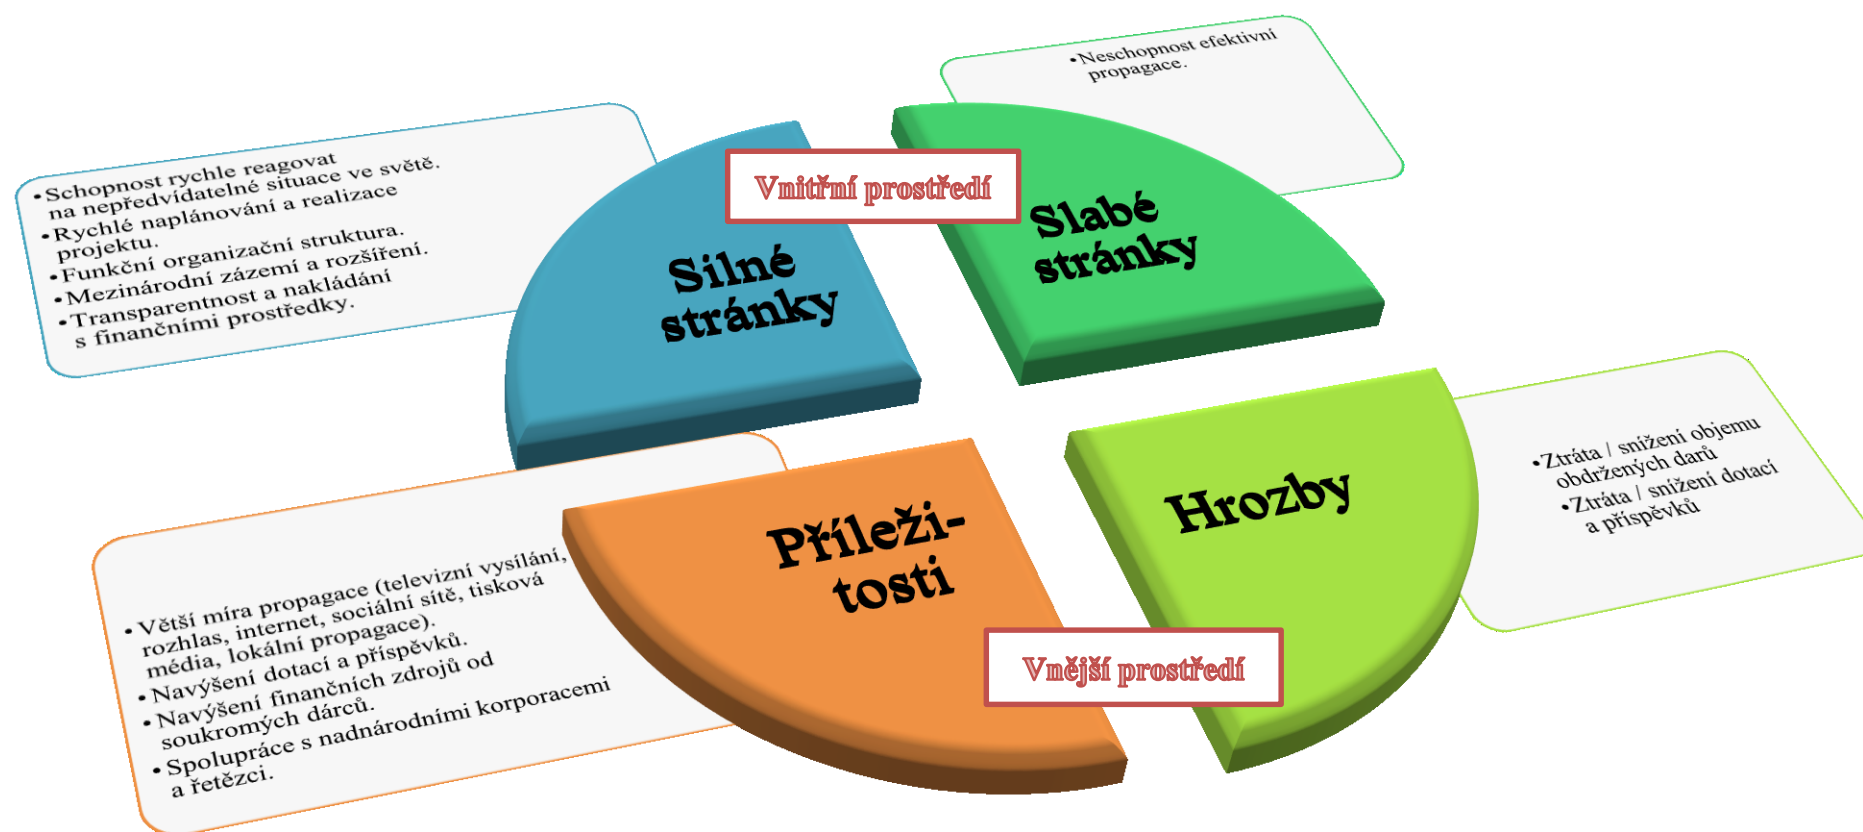 • Schopnost rychle reagovat
na nepředvídatelné situace ve světě.
• Rychlé naplánování a realizace
projektu.
• Funkční organizační struktura.
• Mezinárodní zázemí a rozšíření.
• Transparentnost a nakládání
s finančními prostředky.
• Neschopnost efektivní
propagace.
Vnitřní prostředí
Silné
stránky
Slabé
stránky
Příleži-
tosti
Hrozby
Vnější prostředí
• Větší míra propagace (televizní vysílání,
rozhlas, internet, sociální sítě, tisková
média, lokální propagace).
• Navýšení dotací a příspěvků.
• Navýšení finančních zdrojů od
soukromých dárců.
• Spolupráce s nadnárodními korporacemi
a řetězci.
• Ztráta / snížení objemu
obdržených darů
• Ztráta / snížení dotací
a příspěvků